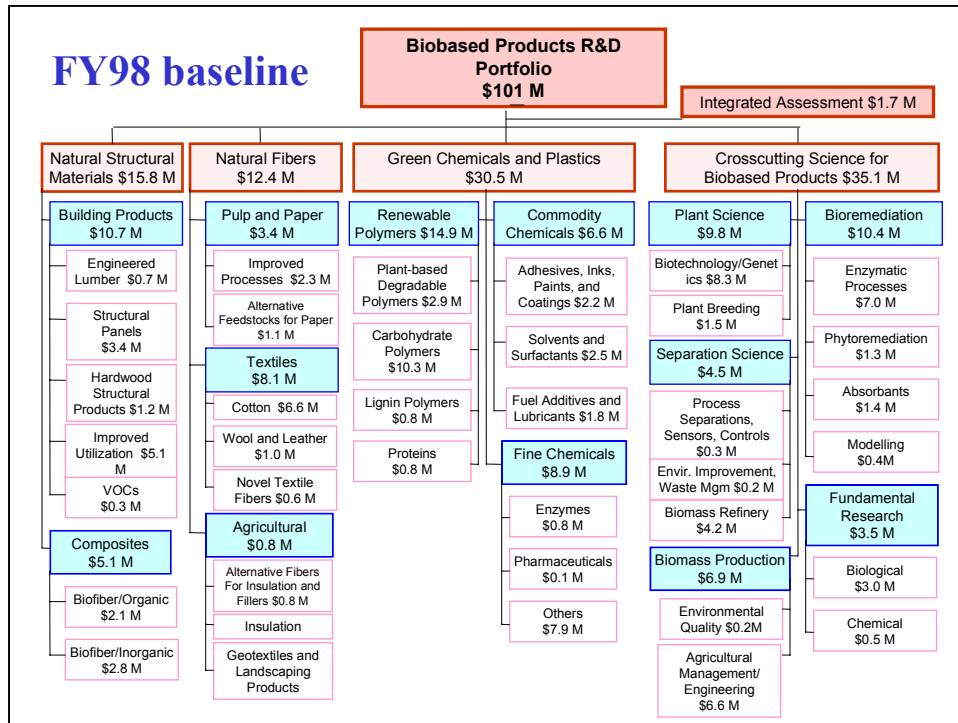 FY98 baseline
Biobased Products R&D
Portfolio
$101 M
Integrated Assessment $1.7 M
Natural Structural
Materials $15.8 M
Building Products
$10.7 M
Engineered
Lumber $0.7 M
Structural
Panels
$3.4 M
Hardwood
Structural
Products $1.2 M
Improved
Utilization $5.1
M
VOCs
$0.3 M
Composites
$5.1 M
Biofiber/Organic
$2.1 M
Biofiber/Inorganic
$2.8 M
Natural Fibers
$12.4 M
Pulp and Paper
$3.4 M
Improved
Processes $2.3 M
Alternative
Feedstocks for Paper
$1.1 M
Textiles
$8.1 M
Cotton $6.6 M
Wool and Leather
$1.0 M
Novel Textile
Fibers $0.6 M
Agricultural
$0.8 M
Alternative Fibers
For Insulation and
Fillers $0.8 M
Insulation
Geotextiles and
Landscaping
Products
Green Chemicals and Plastics
$30.5 M
Renewable
Polymers $14.9 M
Plant-based
Degradable
Polymers $2.9 M
Carbohydrate
Polymers
$10.3 M
Lignin Polymers
$0.8 M
Proteins
$0.8 M
Commodity
Chemicals $6.6 M
Adhesives, Inks,
Paints, and
Coatings $2.2 M
Solvents and
Surfactants $2.5 M
Fuel Additives and
Lubricants $1.8 M
Fine Chemicals
$8.9 M
Enzymes
$0.8 M
Pharmaceuticals
$0.1 M
Others
$7.9 M
Crosscutting Science for
Biobased Products $35.1 M
Plant Science
$9.8 M
Biotechnology/Genet
ics $8.3 M
Plant Breeding
$1.5 M
Separation Science
$4.5 M
Process
Separations,
Sensors, Controls
$0.3 M
Envir. Improvement,
Waste Mgm $0.2 M
Biomass Refinery
$4.2 M
Biomass Production
$6.9 M
Environmental
Quality $0.2M
Agricultural
Management/
Engineering
$6.6 M
Bioremediation
$10.4 M
Enzymatic
Processes
$7.0 M
Phytoremediation
$1.3 M
Absorbants
$1.4 M
Modelling
$0.4M
Fundamental
Research
$3.5 M
Biological
$3.0 M
Chemical
$0.5 M